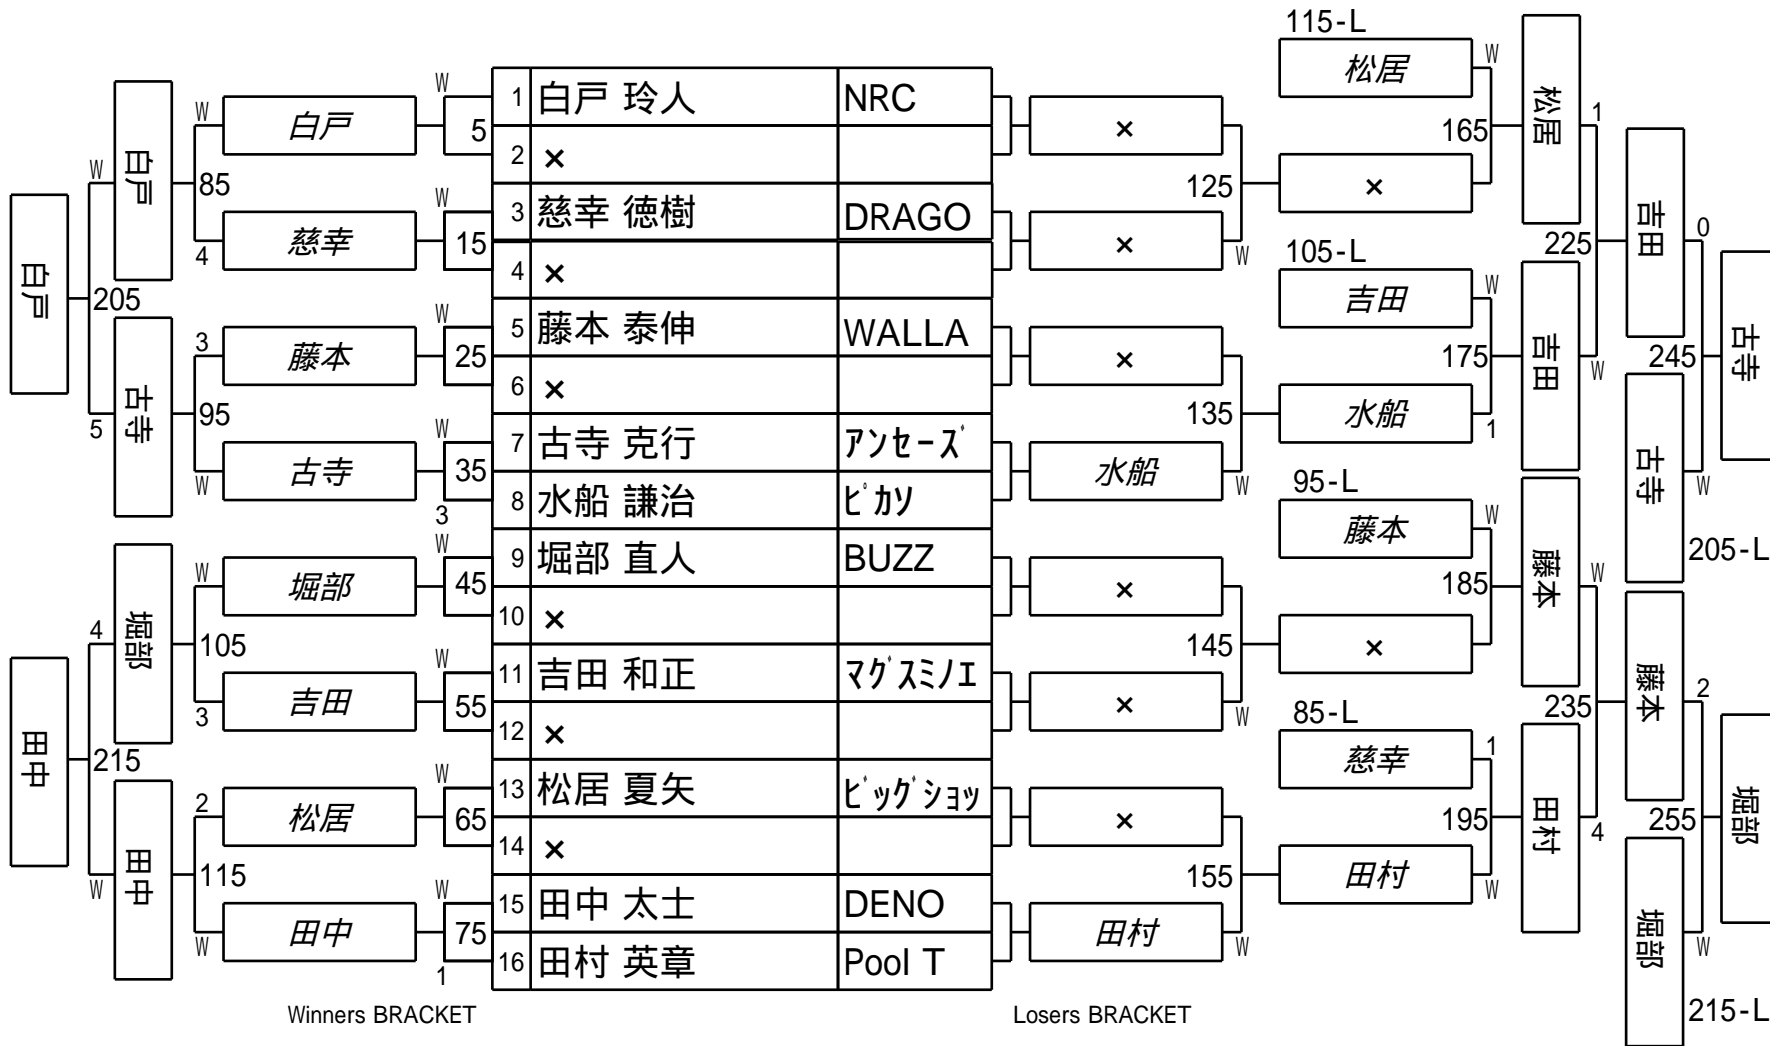 115-L
W
松居
W
松居
1
165
×
吉田
0
225
105-L
W
吉田
175
吉田
W
水船
1
245
古寺
古寺
W
205-L
95-L
W
藤本
185
藤本
W
×
藤本
2
235
85-L
1
慈幸
195
田村
4
田村
W
255
堀部
堀部
W
215-L
1 白戸 玲人 NRC
2 ×
3 慈幸 徳樹 DRAGO
4 ×
5 藤本 泰伸 WALLA
6 ×
7 古寺 克行 アンセーズ
8 水船 謙治 ピカソ
9 堀部 直人 BUZZ
10 ×
11 吉田 和正 マグスミノエ
12 ×
13 松居 夏矢 ビッグショッ
14 ×
15 田中 太士 DENO
16 田村 英章 Pool T
W
5
W
15
W
25
W
35
3
W
45
W
55
W
65
W
75
1
W
白戸
85
慈幸
4
3
藤本
95
古寺
W
W
堀部
105
吉田
3
2
松居
115
田中
W
W
白戸
205
古寺
5
白戸
4
堀部
215
田中
W
田中
×
125
×
W
×
135
水船
W
×
145
×
W
×
155
田村
W
Winners BRACKET
Losers BRACKET